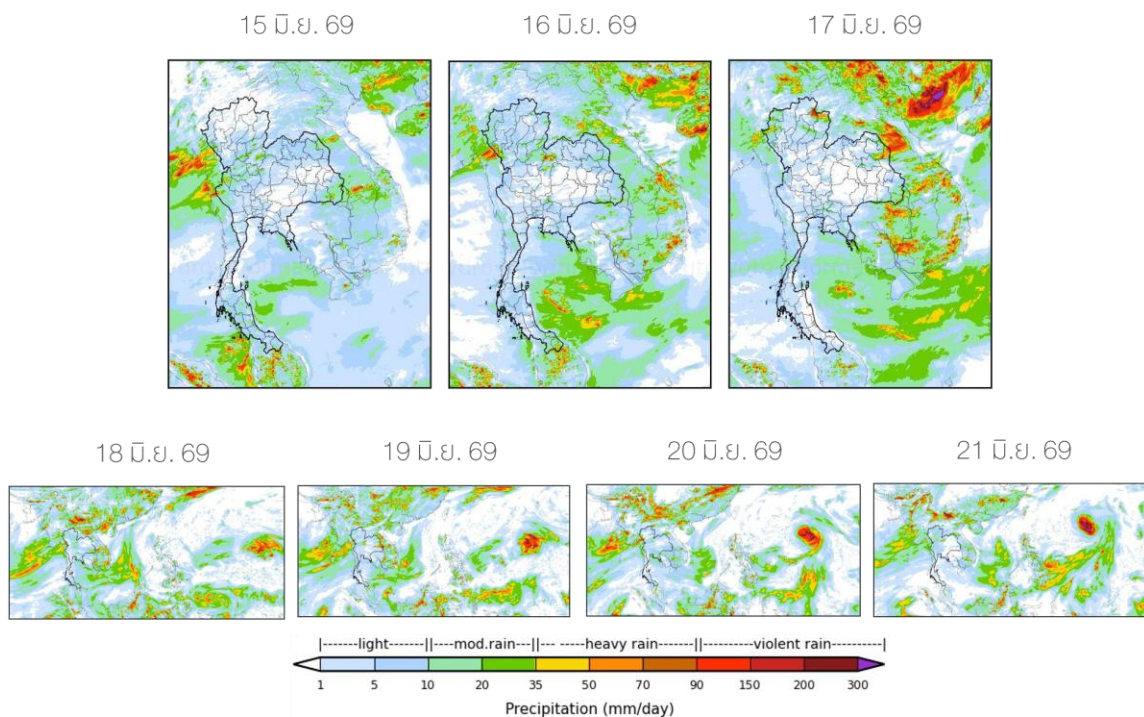 15 มิ.ย. 69
16 มิ.ย. 69
17 มิ.ย. 69
18 มิ.ย. 69
19 มิ.ย. 69
20 มิ.ย. 69
21 มิ.ย. 69
|------light-------||---mod.rain---||--- -----heavy rain------||------violent rain ------|
1 5 10 20 35 50 70 90 150 200 300
Precipitation (mm/day)